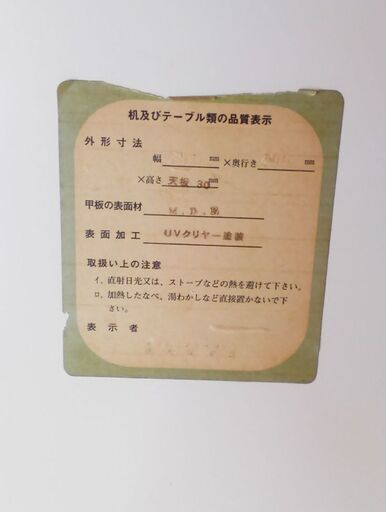 机及びテーブル類の品質表示
外形寸法
幅 mm ×奥行き mm
×高さ 天板 30 mm
甲板の表面材 M.D.F
表面加工 UVクリヤー塗装
取扱い上の注意
イ、直射日光又は、ストーブなどの熱を避けて下さい。
ロ、加熱したなべ、湯わかしなど直接置かないで下
さい。
表示者